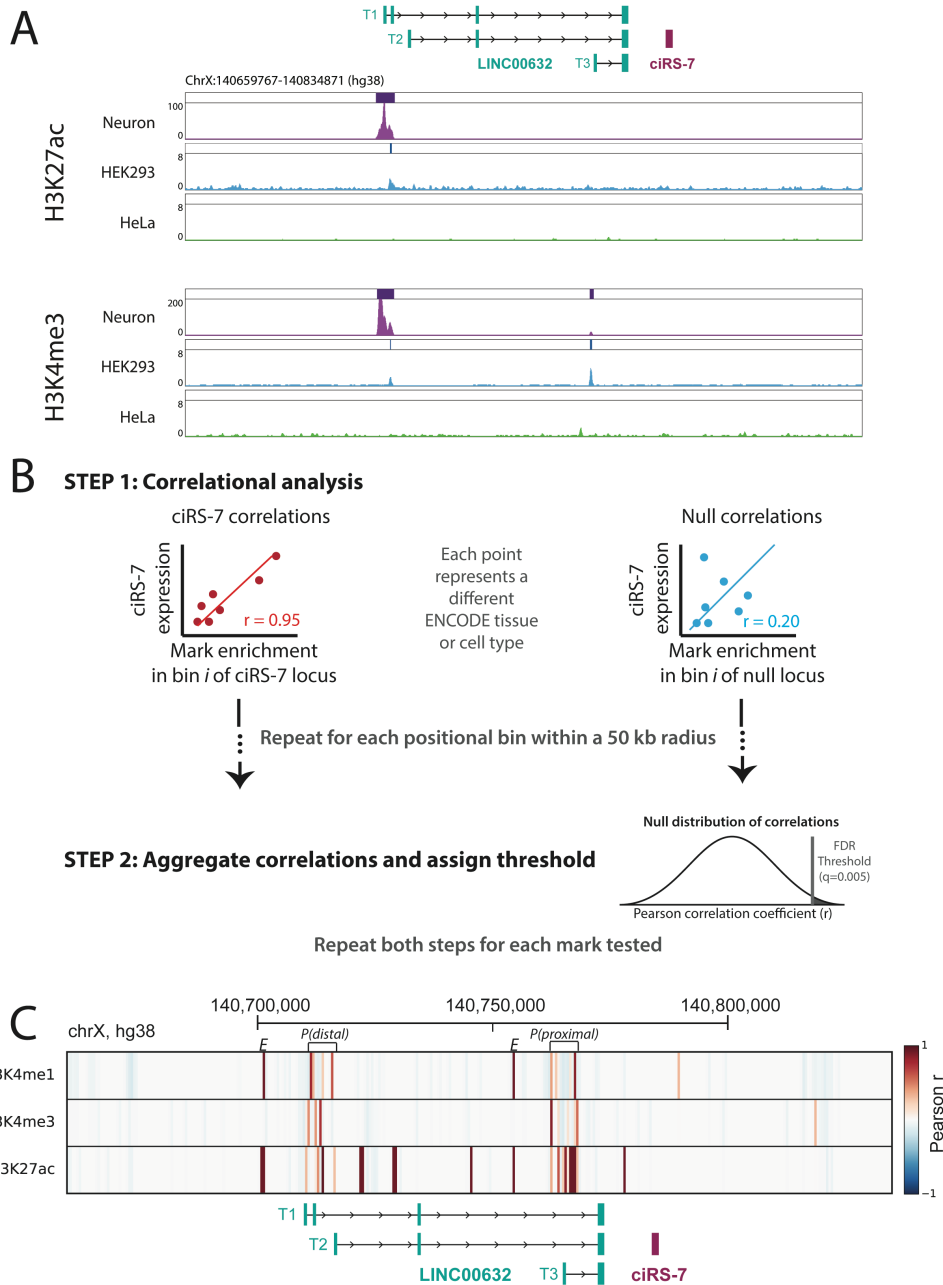 A
T1
T2
LINC00632
T3
ciRS-7
ChrX:140659767-140834871 (hg38)
H3K27ac
Neuron
100
0
HEK293
8
0
HeLa
8
0
H3K4me3
Neuron
200
0
HEK293
8
0
HeLa
8
0
B
STEP 1: Correlational analysis
ciRS-7 correlations
ciRS-7
expression
r = 0.95
Mark enrichment
in bin i of ciRS-7 locus
Each point
represents a
different
ENCODE tissue
or cell type
Null correlations
ciRS-7
expression
r = 0.20
Mark enrichment
in bin i of null locus
Repeat for each positional bin within a 50 kb radius
STEP 2: Aggregate correlations and assign threshold
Null distribution of correlations
FDR
Threshold
(q=0.005)
Pearson correlation coefficient (r)
Repeat both steps for each mark tested
C
chrX, hg38
140,700,000
140,750,000
140,800,000
E
P(distal)
E
P(proximal)
3K4me1
3K4me3
3K27ac
1
Pearson r
−1
T1
T2
LINC00632
T3
ciRS-7